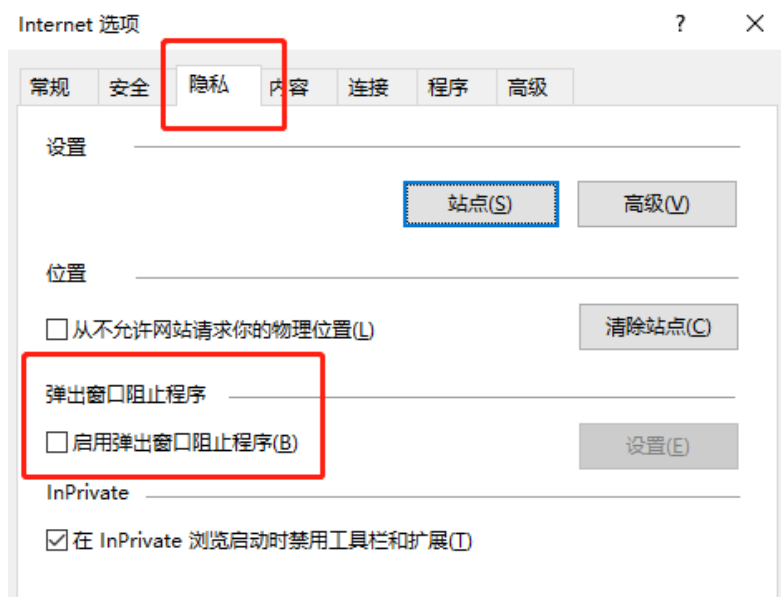 Internet 选项 ?
常规 安全 隐私 内容 连接 程序 高级
设置
站点(S) 高级(V)
位置
从不允许网站请求你的物理位置(L) 清除站点(C)
弹出窗口阻止程序
启用弹出窗口阻止程序(B) 设置(E)
InPrivate
在 InPrivate 浏览启动时禁用工具栏和扩展(T)